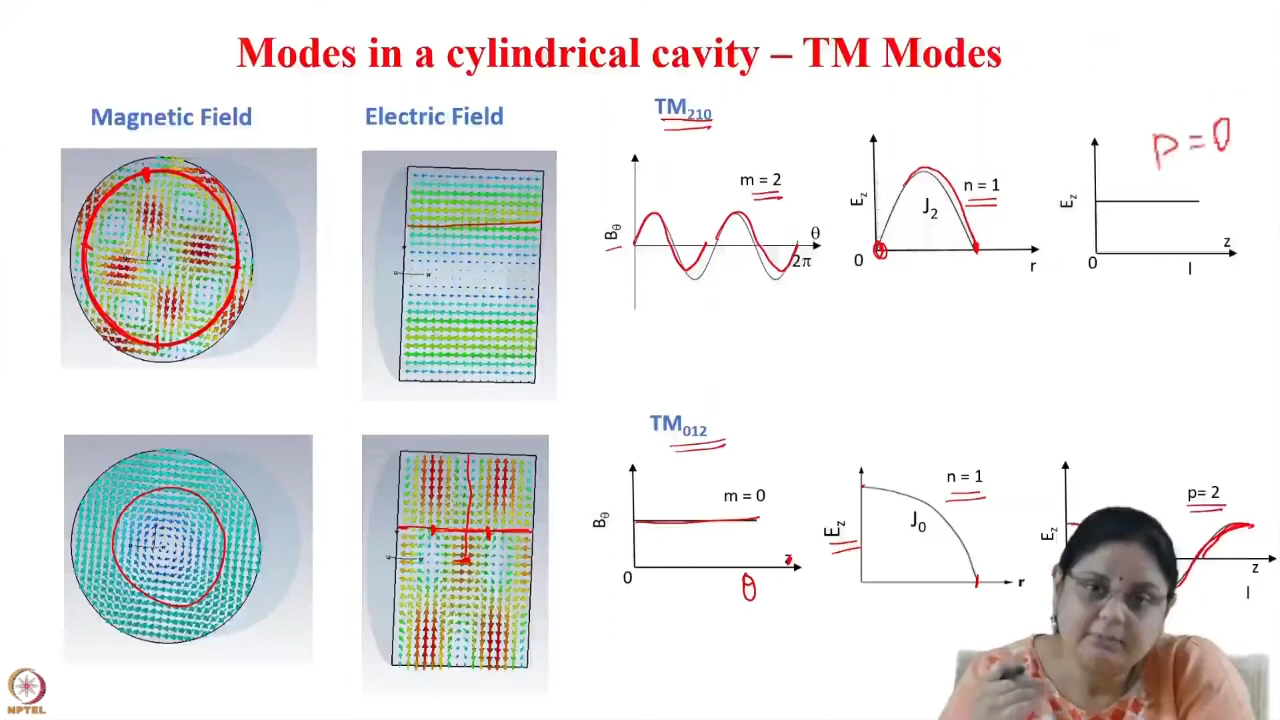 Modes in a cylindrical cavity – TM Modes
Magnetic Field
Electric Field
TM210
m = 2
Bθ
θ
2π
Ez
n = 1
J2
0
r
p = 0
Ez
0
z
l
TM012
m = 0
Bθ
0
θ
n = 1
Ez
J0
r
p= 2
Ez
z
l
NPTEL